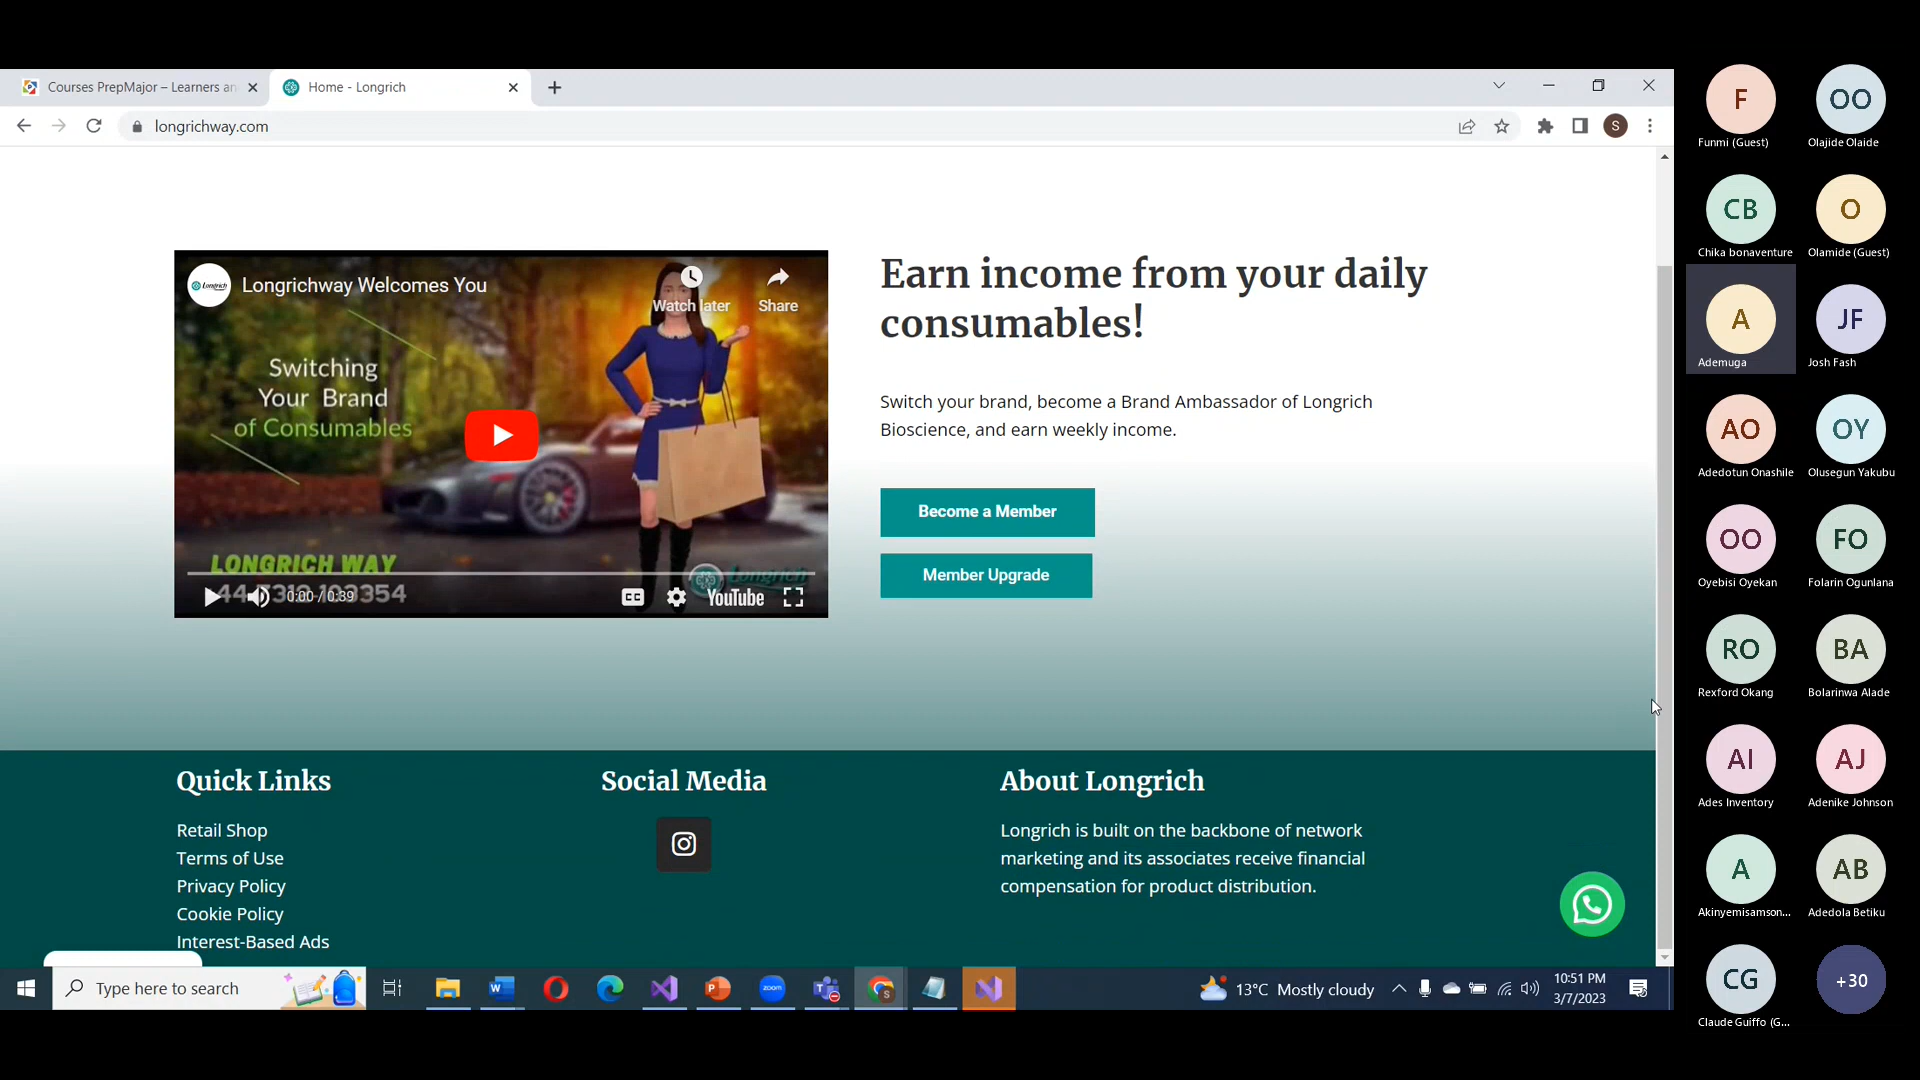 Courses PrepMajor – Learners an
Home - Longrich
longrichway.com
S
Longrich
Longrichway Welcomes You
Watch later
Share
Switching
Your Brand
of Consumables
LONGRICH WAY
0:00 / 0:39
CC
YouTube
Longrich
Earn income from your daily
consumables!
Switch your brand, become a Brand Ambassador of Longrich
Bioscience, and earn weekly income.
Become a Member
Member Upgrade
Quick Links
Retail Shop
Terms of Use
Privacy Policy
Cookie Policy
Interest-Based Ads
Social Media
About Longrich
Longrich is built on the backbone of network
marketing and its associates receive financial
compensation for product distribution.
Type here to search
W
P
zoom
13°C Mostly cloudy
10:51 PM
3/7/2023
F
Funmi (Guest)
OO
Olajide Olaide
CB
Chika bonaventure
O
Olamide (Guest)
A
Ademuga
JF
Josh Fash
AO
Adedotun Onashile
OY
Olusegun Yakubu
OO
Oyebisi Oyekan
FO
Folarin Ogunlana
RO
Rexford Okang
BA
Bolarinwa Alade
AI
Ades Inventory
AJ
Adenike Johnson
A
Akinyemisamson...
AB
Adedola Betiku
CG
Claude Guiffo (G...
+30